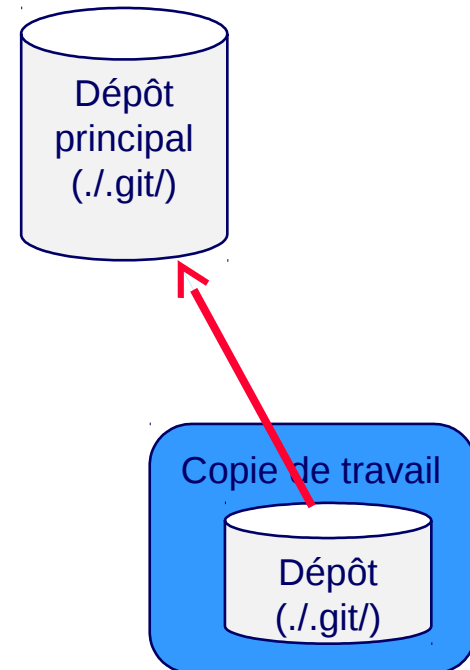 Dépôt
principal
(./.git/)
Copie de travail
Dépôt
(./.git/)